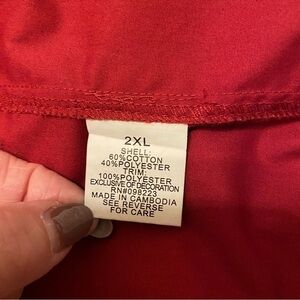 2XL
SHELL:
60%COTTON
40%POLYESTER
TRIM:
100%POLYESTER
EXCLUSIVE OF DECORATION
RN#098223
MADE IN CAMBODIA
SEE REVERSE
FOR CARE